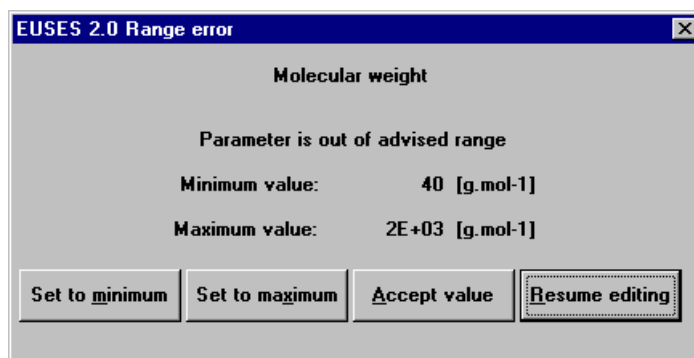 EUSES 2.0 Range error
Molecular weight
Parameter is out of advised range
Minimum value: 40 [g.mol-1]
Maximum value: 2E+03 [g.mol-1]
Set to minimum Set to maximum Accept value Resume editing